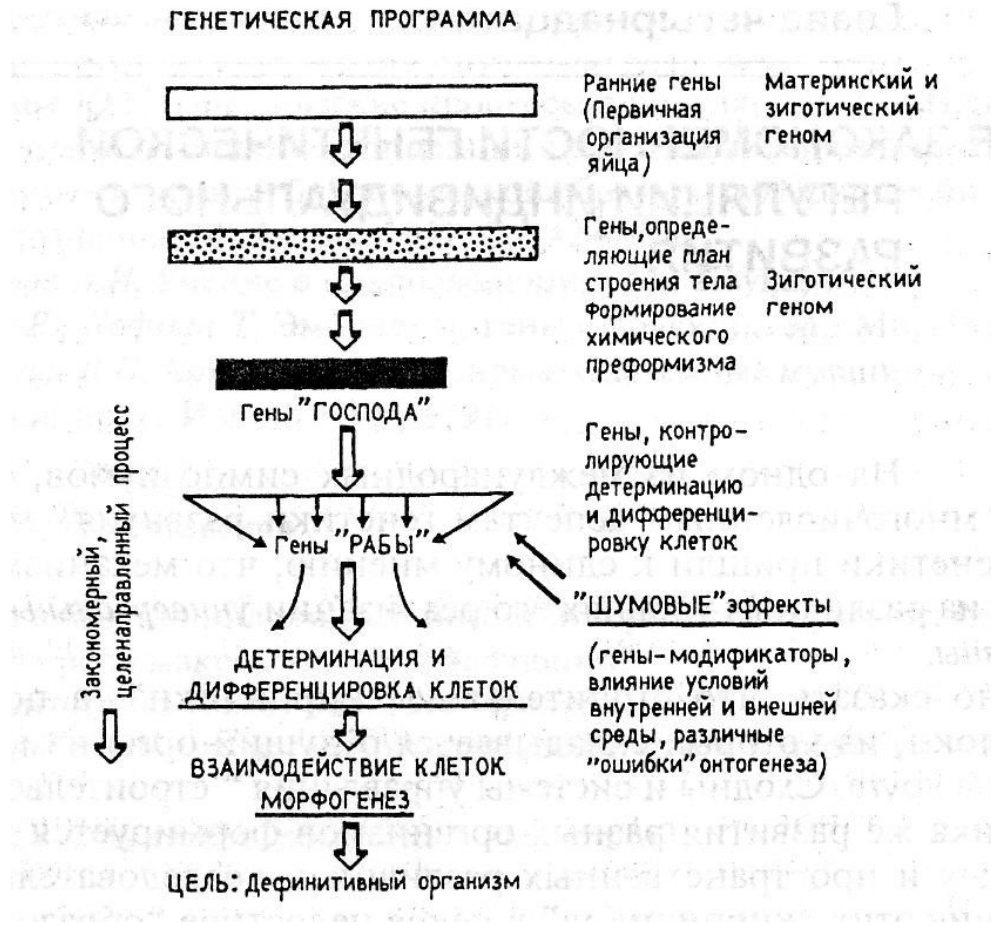 ГЕНЕТИЧЕСКАЯ ПРОГРАММА
Ранние гены
(Первичная
организация
яйца)
Материнский и
зиготический
геном
Гены,опреде-
ляющие план
строения тела
Формирование
химического
преформизма
Зиготический
геном
Гены"ГОСПОДА"
Гены, контро-
лирующие
детерминацию
и дифференци-
ровку клеток
Гены "РАБЫ"
"ШУМОВЫЕ"эффекты
(гены-модификаторы,
влияние условий
внутренней и внешней
среды, различные
"ошибки"онтогенеза)
Закономерный,
целенаправленный процесс
ДЕТЕРМИНАЦИЯ И
ДИФФЕРЕНЦИРОВКА КЛЕТОК
ВЗАИМОДЕЙСТВИЕ КЛЕТОК
МОРФОГЕНЕЗ
ЦЕЛЬ: Дефинитивный организм